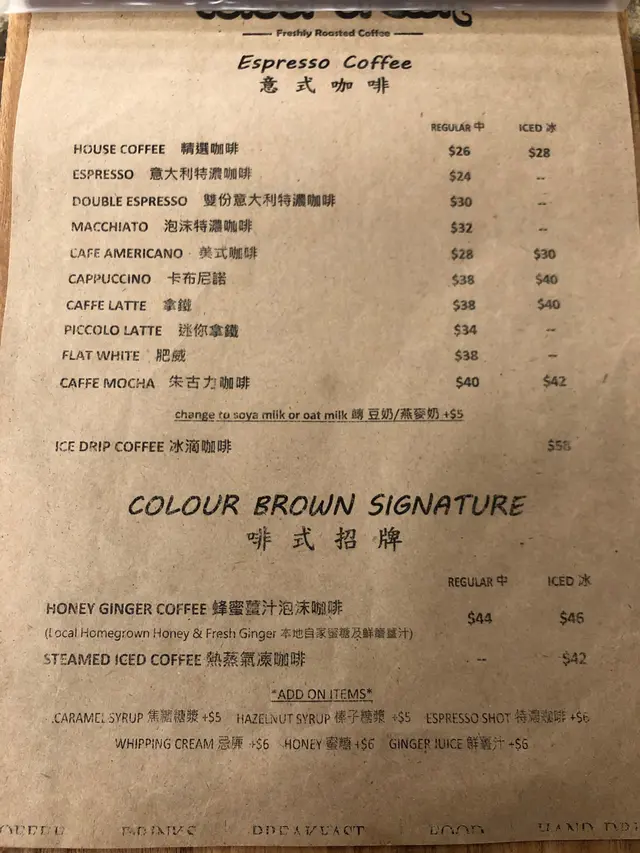 Freshly Roasted Coffee
Espresso Coffee
意式咖啡
REGULAR 中 ICED 冰
HOUSE COFFEE 精選咖啡 $26 $28
ESPRESSO 意大利特濃咖啡 $24 --
DOUBLE ESPRESSO 雙份意大利特濃咖啡 $30 --
MACCHIATO 泡沫特濃咖啡 $32 --
CAFE AMERICANO 美式咖啡 $28 $30
CAPPUCCINO 卡布尼諾 $38 $40
CAFFE LATTE 拿鐵 $38 $40
PICCOLO LATTE 迷你拿鐵 $34 --
FLAT WHITE 肥威 $38 --
CAFFE MOCHA 朱古力咖啡 $40 $42
change to soya milk or oat milk 轉 豆奶/燕麥奶 +$5
ICE DRIP COFFEE 冰滴咖啡 $58
COLOUR BROWN SIGNATURE
啡式招牌
REGULAR 中 ICED 冰
HONEY GINGER COFFEE 蜂蜜薑汁泡沫咖啡 $44 $46
(Local Homegrown Honey & Fresh Ginger 本地自家蜜糖及鮮磨薑汁)
STEAMED ICED COFFEE 熱蒸氣凍咖啡 -- $42
*ADD ON ITEMS*
CARAMEL SYRUP 焦糖糖漿 +$5 HAZELNUT SYRUP 榛子糖漿 +$5 ESPRESSO SHOT 特濃咖啡 +$6
WHIPPING CREAM 忌廉 +$6 HONEY 蜜糖 +$6 GINGER JUICE 鮮薑汁 +$6
COFFEE | DRINKS | BREAKFAST | FOOD | HAND DRI